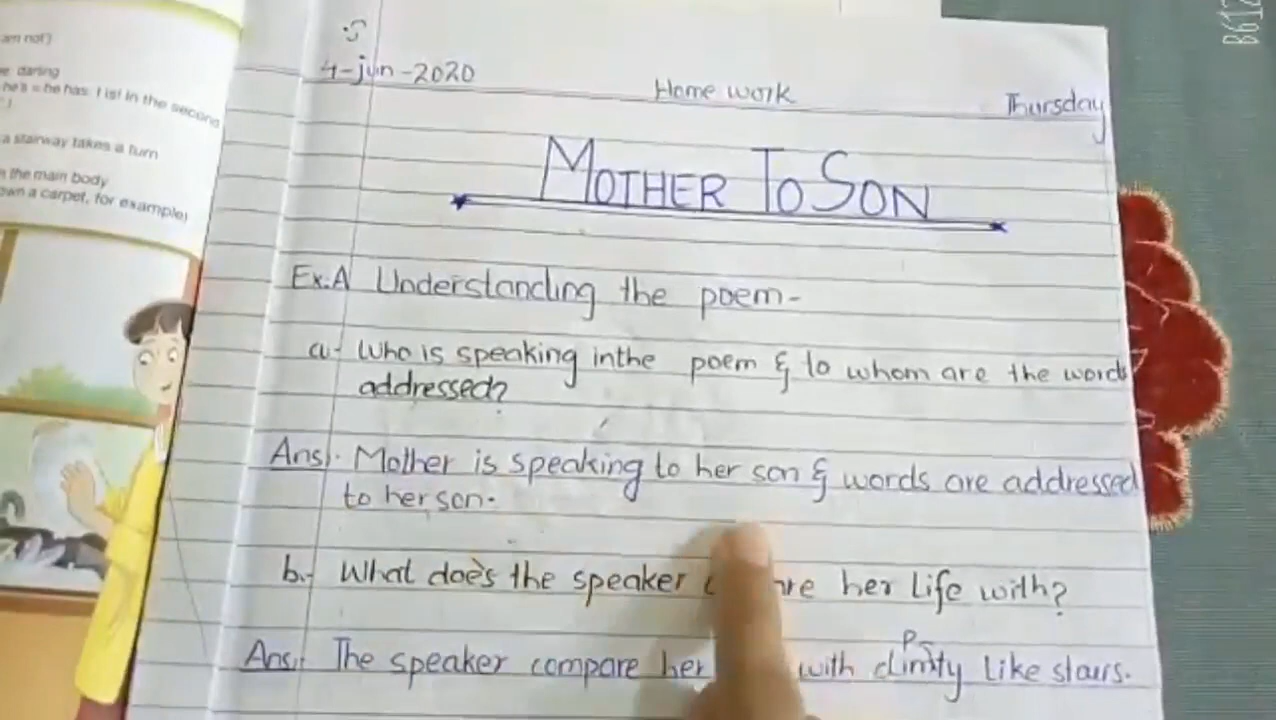 am not)
e darling
he's = he has. I is! In the second
a stairway takes a turn
the main body
own a carpet, for example)
B612
4-jun-2020 Home work Thursday
MOTHER TO SON
Ex.A Understanding the poem-
a- Who is speaking in the poem & to whom are the words
addressed?
Ans. Mother is speaking to her son & words are addressed
to her son.
b- What does the speaker her life with?
Ans. The speaker compare her with like stairs.